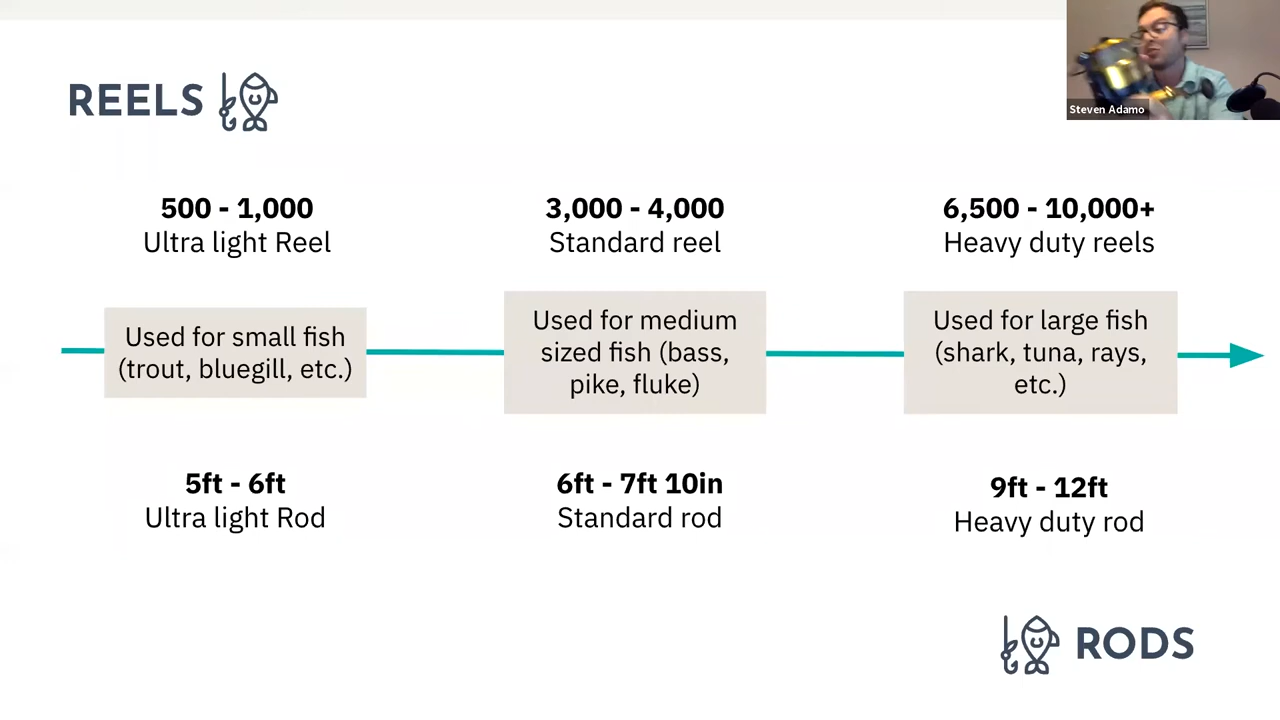 Steven Adamo
REELS
500 - 1,000
Ultra light Reel
3,000 - 4,000
Standard reel
6,500 - 10,000+
Heavy duty reels
Used for small fish
(trout, bluegill, etc.)
Used for medium
sized fish (bass,
pike, fluke)
Used for large fish
(shark, tuna, rays,
etc.)
5ft - 6ft
Ultra light Rod
6ft - 7ft 10in
Standard rod
9ft - 12ft
Heavy duty rod
RODS